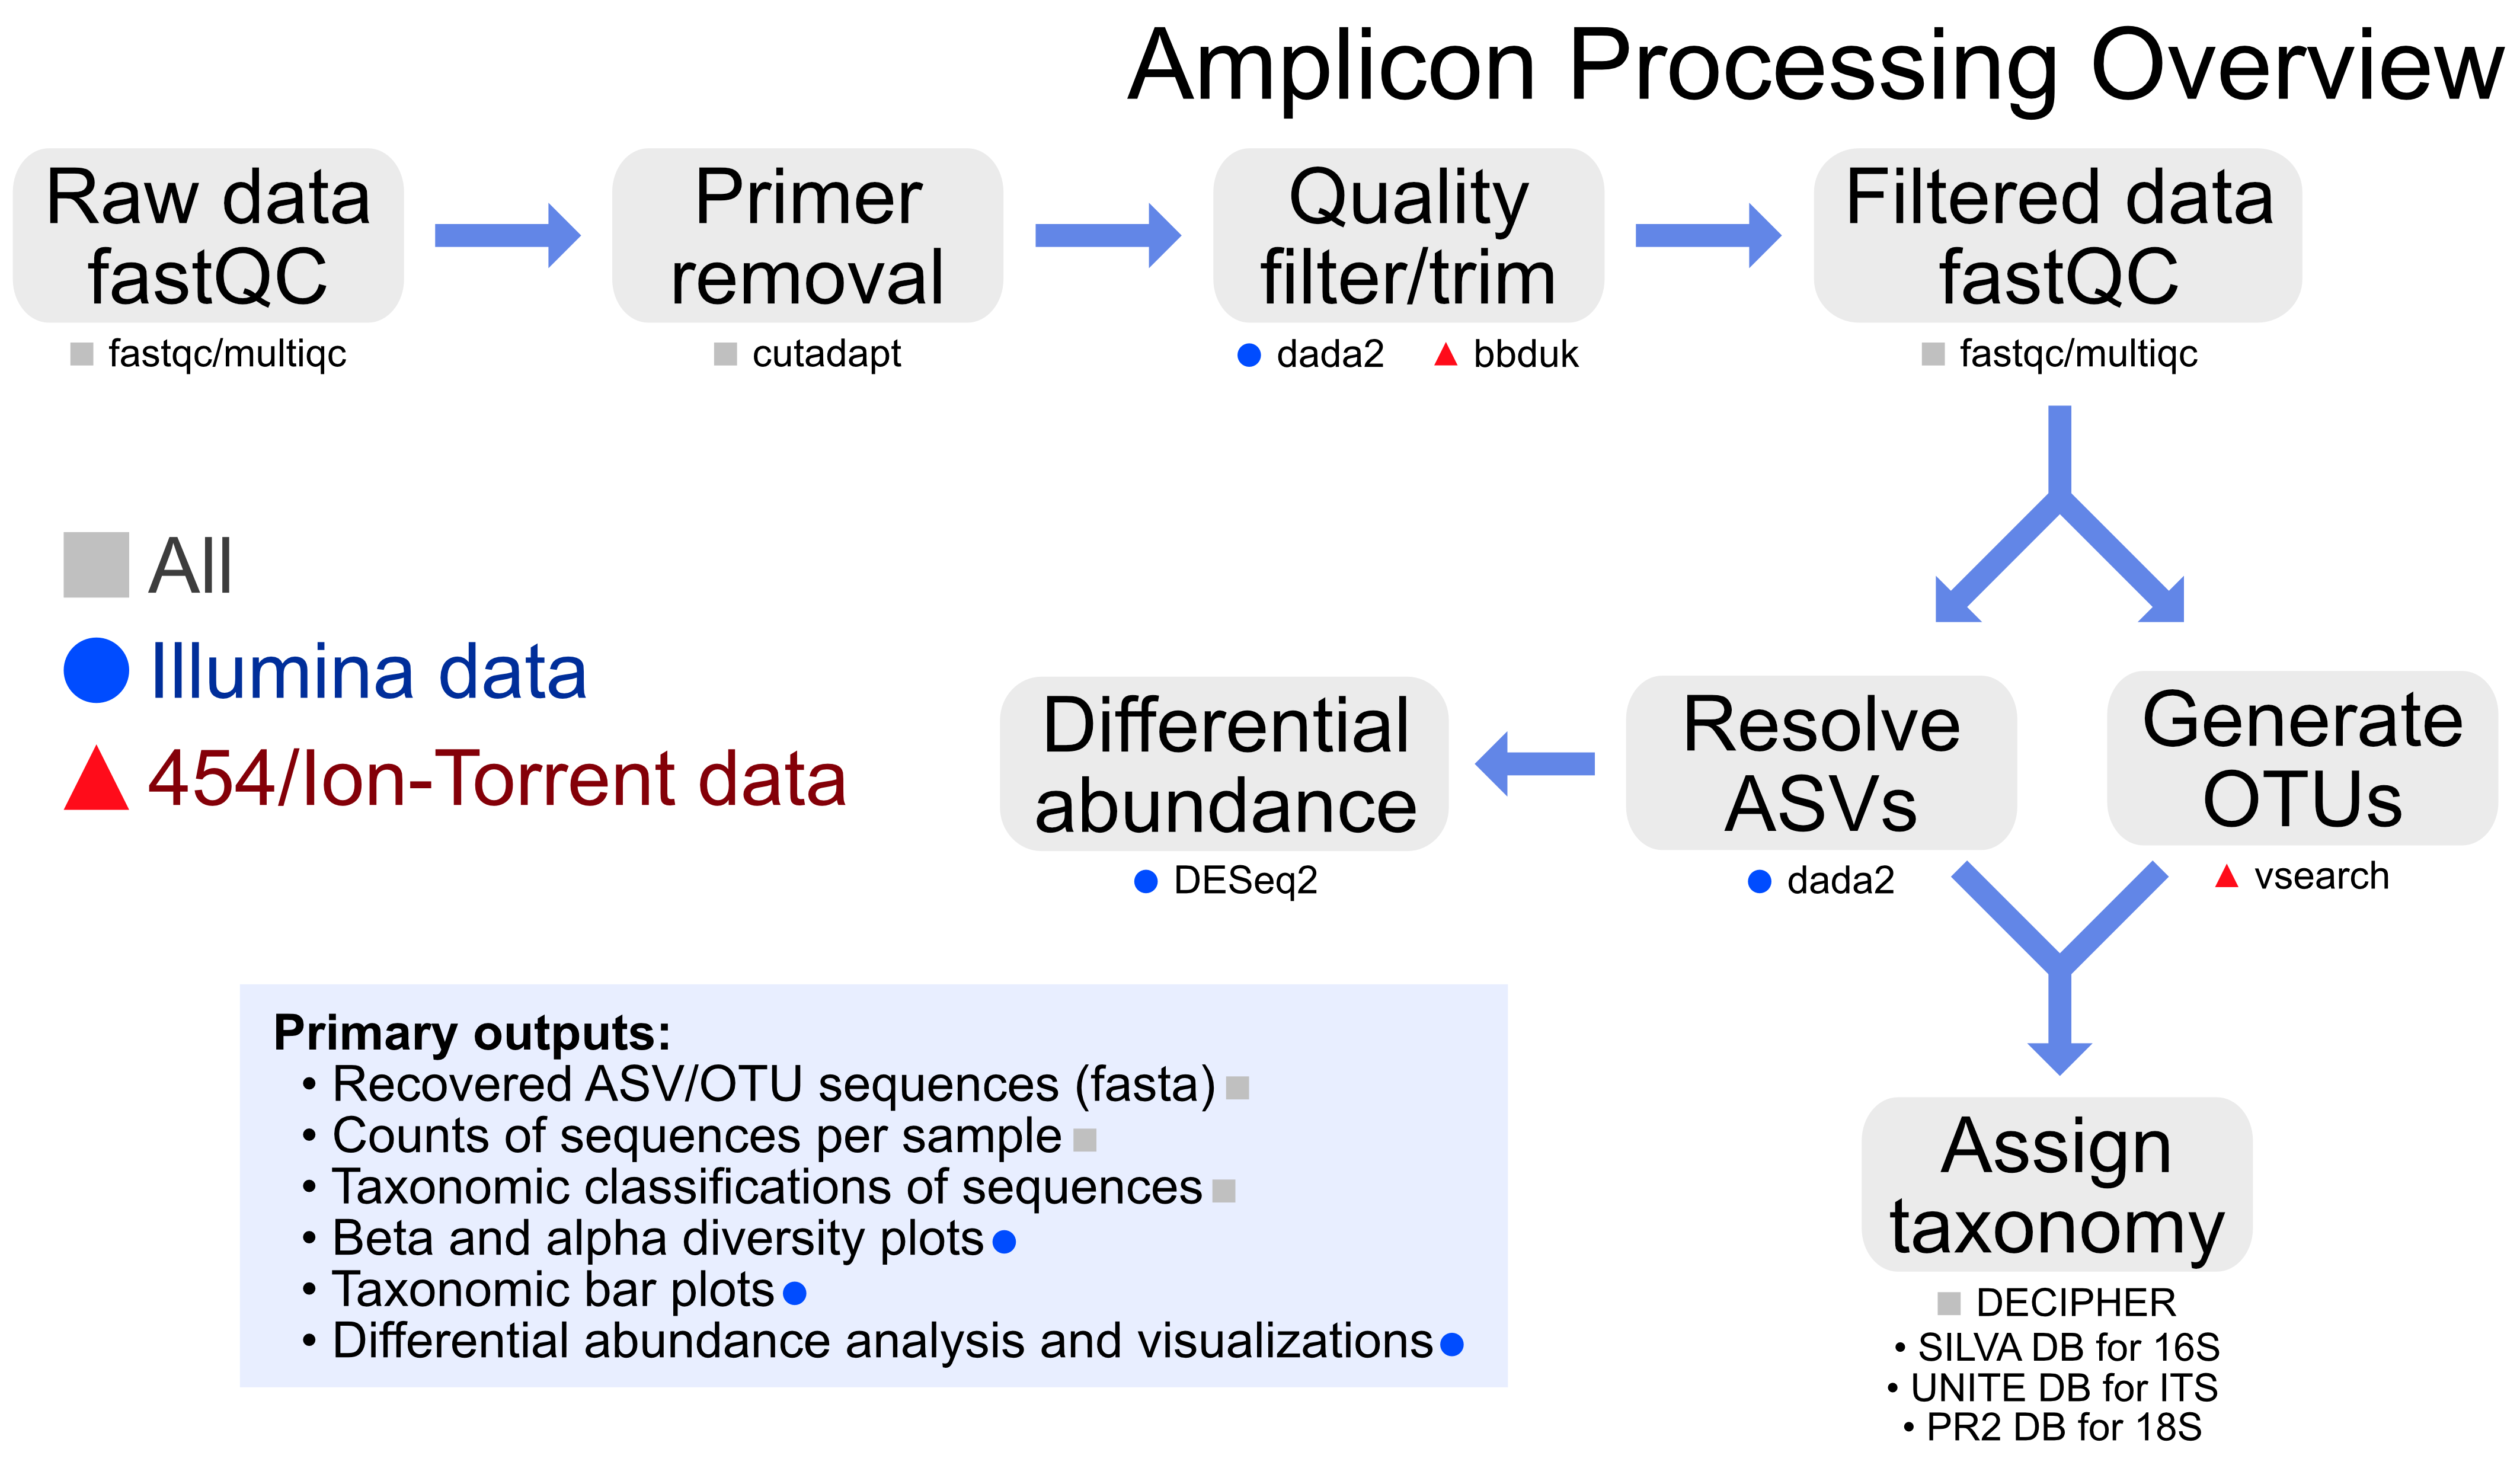 Amplicon Processing Overview
Raw data
fastQC
fastqc/multiqc
Primer
removal
cutadapt
Quality
filter/trim
dada2
bbduk
Filtered data
fastQC
fastqc/multiqc
All
Illumina data
454/Ion-Torrent data
Differential
abundance
DESeq2
Resolve
ASVs
dada2
Generate
OTUs
vsearch
Primary outputs:
• Recovered ASV/OTU sequences (fasta)
• Counts of sequences per sample
• Taxonomic classifications of sequences
• Beta and alpha diversity plots
• Taxonomic bar plots
• Differential abundance analysis and visualizations
Assign
taxonomy
DECIPHER
• SILVA DB for 16S
• UNITE DB for ITS
• PR2 DB for 18S